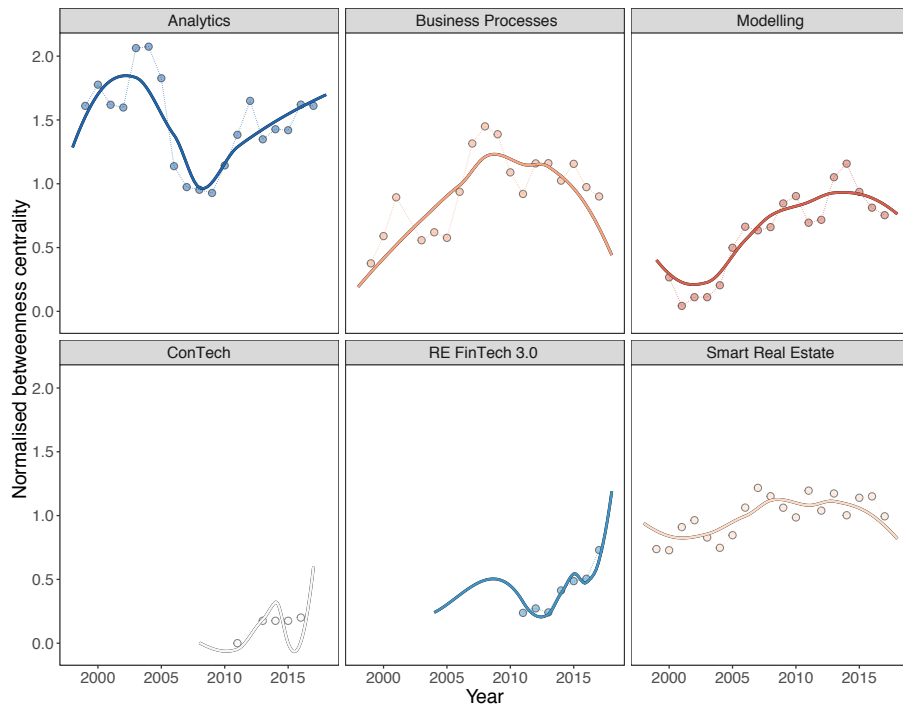 Analytics Business Processes Modelling
2.0
1.5
1.0
0.5
0.0
ConTech RE FinTech 3.0 Smart Real Estate
2.0
1.5
1.0
0.5
0.0
2000 2005 2010 2015 2000 2005 2010 2015 2000 2005 2010 2015
Year
Normalised betweenness centrality